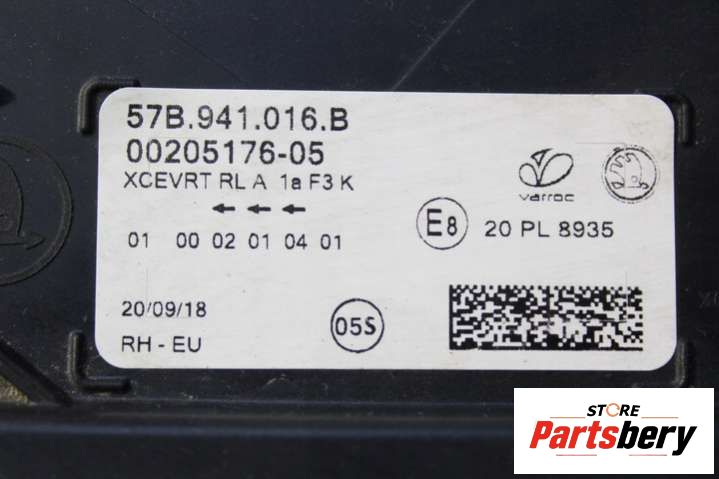 57B.941.016.B
00205176-05
XCEVRT RL A 1a F3 K
varroc
01 00 02 01 04 01
E8 20 PL 8935
20/09/18
05S
RH - EU
STORE
Partsbery